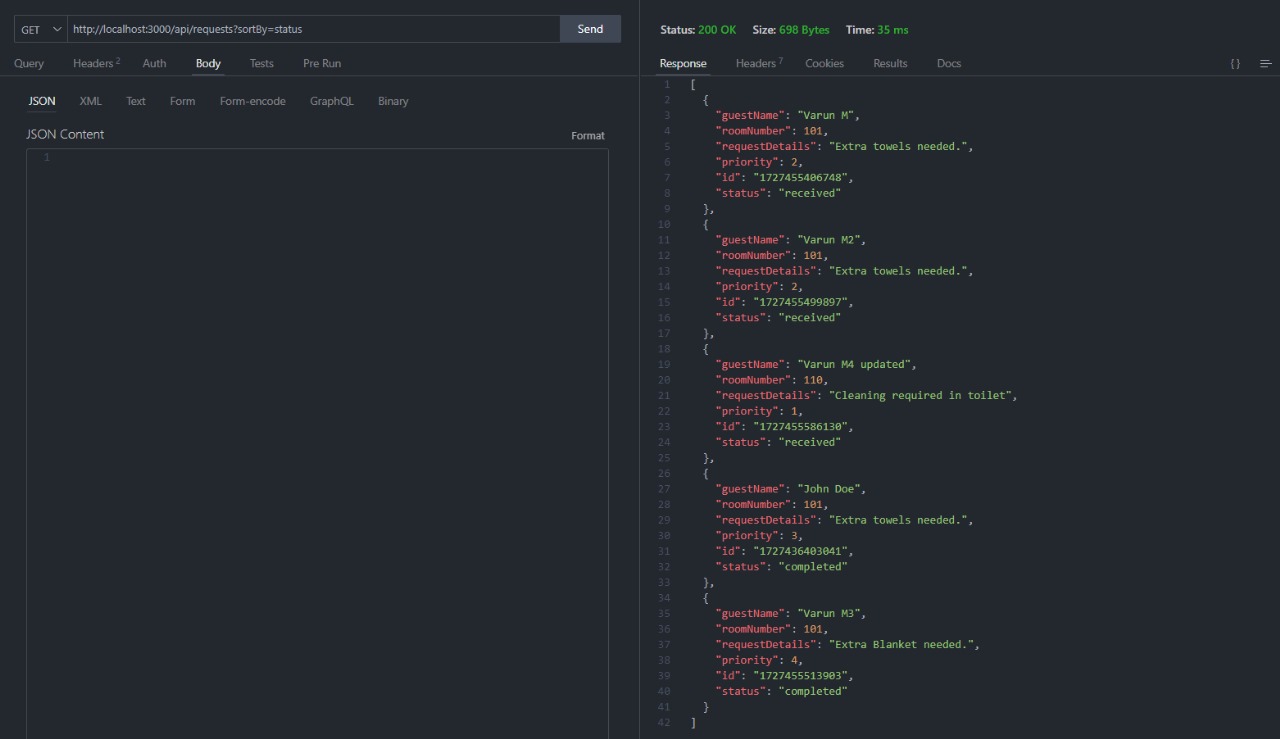 GET http://localhost:3000/api/requests?sortBy=status Send
Query Headers 2 Auth Body Tests Pre Run
JSON XML Text Form Form-encode GraphQL Binary
JSON Content Format
1
Status: 200 OK Size: 698 Bytes Time: 35 ms
Response Headers 7 Cookies Results Docs { }
1 [
2 {
3 "guestName": "Varun M",
4 "roomNumber": 101,
5 "requestDetails": "Extra towels needed.",
6 "priority": 2,
7 "id": "1727455406748",
8 "status": "received"
9 },
10 {
11 "guestName": "Varun M2",
12 "roomNumber": 101,
13 "requestDetails": "Extra towels needed.",
14 "priority": 2,
15 "id": "1727455499897",
16 "status": "received"
17 },
18 {
19 "guestName": "Varun M4 updated",
20 "roomNumber": 110,
21 "requestDetails": "Cleaning required in toilet",
22 "priority": 1,
23 "id": "1727455586130",
24 "status": "received"
25 },
26 {
27 "guestName": "John Doe",
28 "roomNumber": 101,
29 "requestDetails": "Extra towels needed.",
30 "priority": 3,
31 "id": "1727436403041",
32 "status": "completed"
33 },
34 {
35 "guestName": "Varun M3",
36 "roomNumber": 101,
37 "requestDetails": "Extra Blanket needed.",
38 "priority": 4,
39 "id": "1727455513903",
40 "status": "completed"
41 }
42 ]